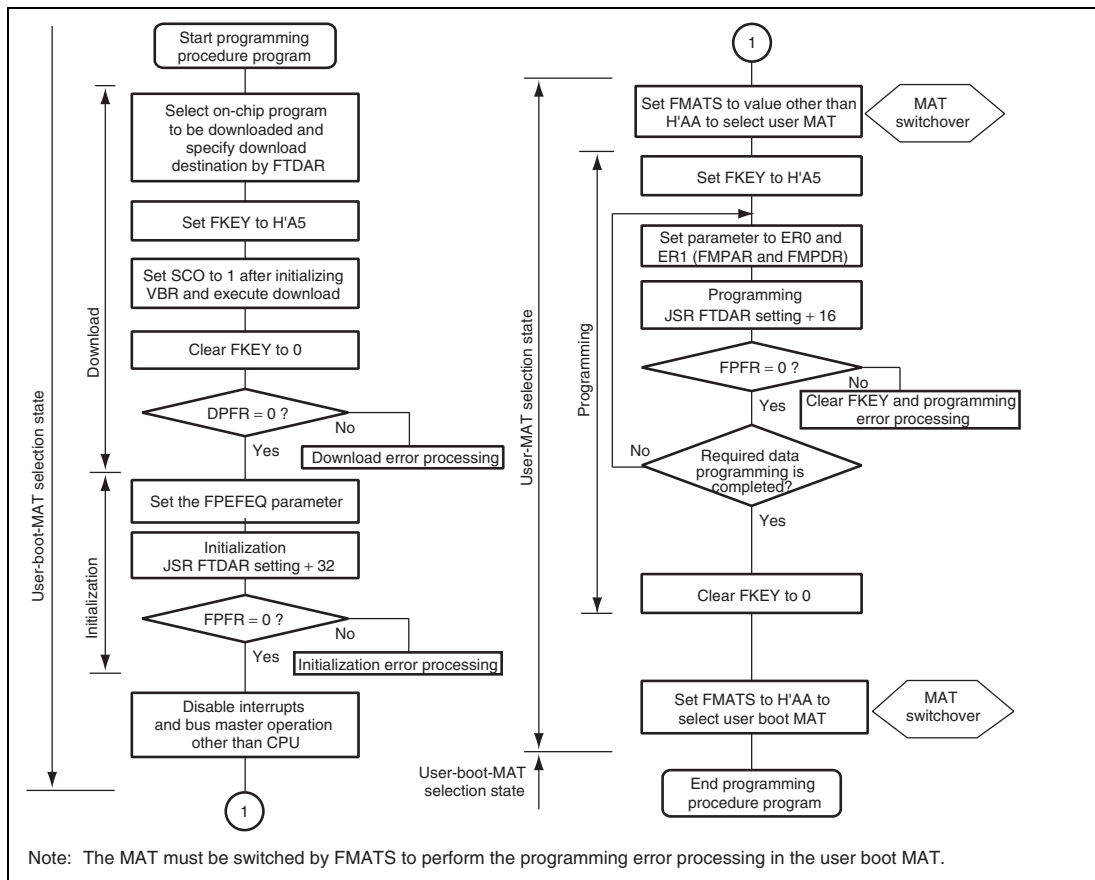 Start programming
procedure program
Select on-chip program
to be downloaded and
specify download
destination by FTDAR
Set FKEY to H'A5
Set SCO to 1 after initializing
VBR and execute download
Clear FKEY to 0
DPFR = 0 ?
No
Yes
Download error processing
Set the FPEFEQ parameter
Initialization
JSR FTDAR setting + 32
FPFR = 0 ?
No
Yes
Initialization error processing
Disable interrupts
and bus master operation
other than CPU
1
User-boot-MAT selection state
Download
Initialization
1
Set FMATS to value other than
H'AA to select user MAT
MAT
switchover
Set FKEY to H'A5
Set parameter to ER0 and
ER1 (FMPAR and FMPDR)
Programming
JSR FTDAR setting + 16
FPFR = 0 ?
No
Yes
Clear FKEY and programming
error processing
No
Required data
programming is
completed?
Yes
Clear FKEY to 0
Set FMATS to H'AA to
select user boot MAT
MAT
switchover
User-MAT selection state
Programming
User-boot-MAT
selection state
End programming
procedure program
Note: The MAT must be switched by FMATS to perform the programming error processing in the user boot MAT.